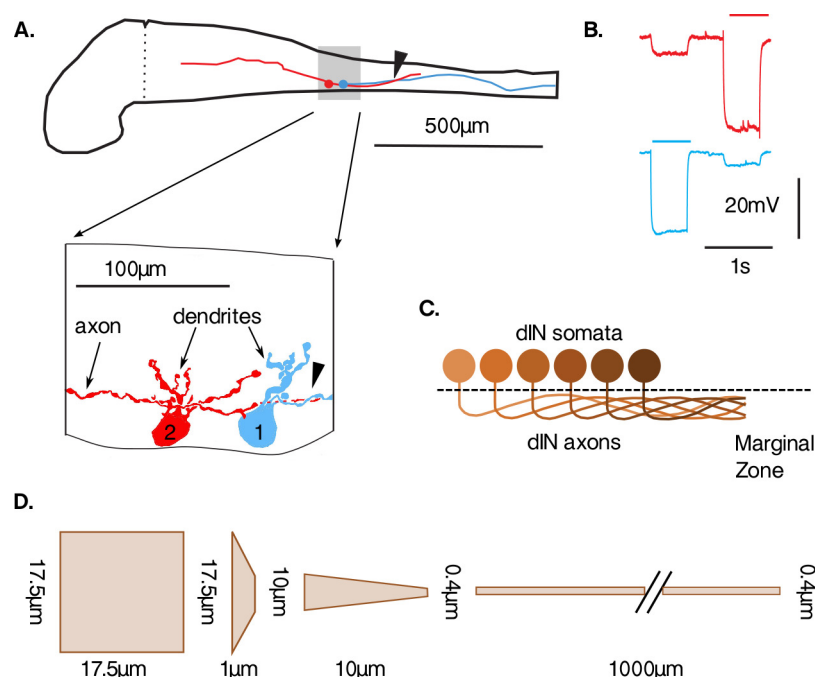 A.
500µm
B.
20mV
1s
100µm
axon
dendrites
2
1
C.
dIN somata
dIN axons
Marginal
Zone
D.
17.5µm
17.5µm
17.5µm
1µm
10µm
10µm
0.4µm
1000µm
0.4µm